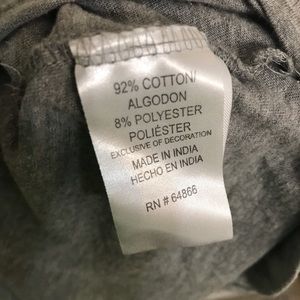 92% COTTON/
ALGODON
8% POLYESTER
POLIÉSTER
EXCLUSIVE OF DECORATION
MADE IN INDIA
HECHO EN INDIA
RN # 64866